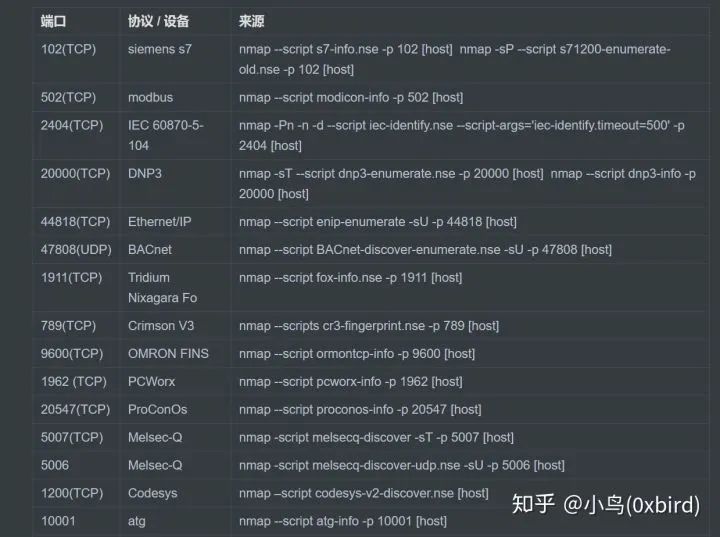 端口 协议 / 设备 来源
102(TCP) siemens s7 nmap --script s7-info.nse -p 102 [host] nmap -sP --script s71200-enumerate-
old.nse -p 102 [host]
502(TCP) modbus nmap --script modicon-info -p 502 [host]
2404(TCP) IEC 60870-5- nmap -Pn -n -d --script iec-identify.nse --script-args='iec-identify.timeout=500' -p
104 2404 [host]
20000(TCP) DNP3 nmap -sT --script dnp3-enumerate.nse -p 20000 [host] nmap --script dnp3-info -p
20000 [host]
44818(TCP) Ethernet/IP nmap --script enip-enumerate -sU -p 44818 [host]
47808(UDP) BACnet nmap --script BACnet-discover-enumerate.nse -sU -p 47808 [host]
1911(TCP) Tridium nmap --script fox-info.nse -p 1911 [host]
Nixagara Fo
789(TCP) Crimson V3 nmap --scripts cr3-fingerprint.nse -p 789 [host]
9600(TCP) OMRON FINS nmap --script ormontcp-info -p 9600 [host]
1962 (TCP) PCWorx nmap --script pcworx-info -p 1962 [host]
20547(TCP) ProConOs nmap --script proconos-info -p 20547 [host]
5007(TCP) Melsec-Q nmap -script melsecq-discover -sT -p 5007 [host]
5006 Melsec-Q nmap -script melsecq-discover-udp.nse -sU -p 5006 [host]
1200(TCP) Codesys nmap –script codesys-v2-discover.nse [host]
10001 atg nmap --script atg-info -p 10001 [host]
知乎 @小鸟(0xbird)